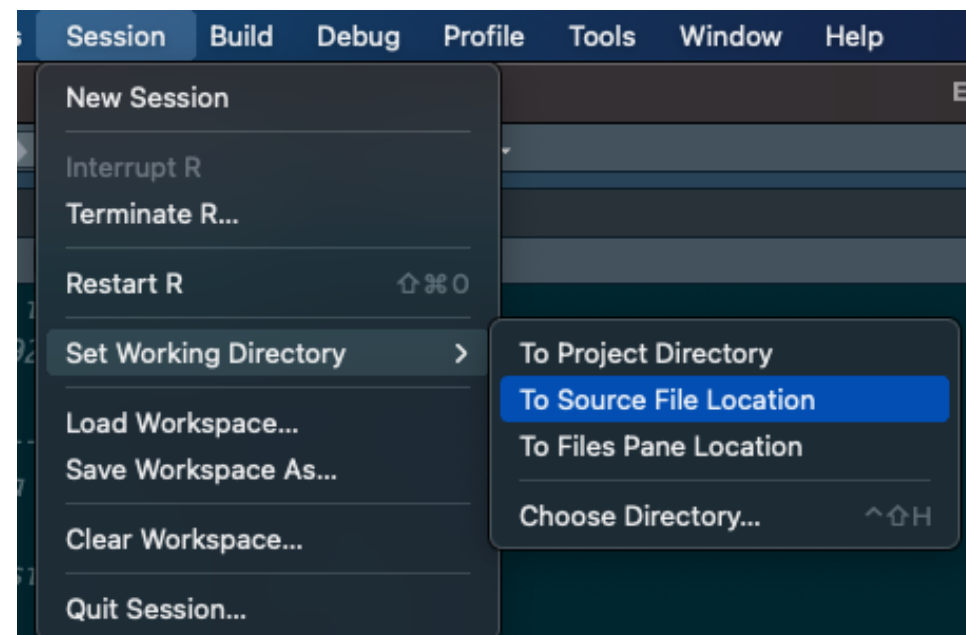 Session Build Debug Profile Tools Window Help
New Session
Interrupt R
Terminate R...
Restart R ⇧⌘0
Set Working Directory >
To Project Directory
To Source File Location
To Files Pane Location
Choose Directory... ^⇧H
Load Workspace...
Save Workspace As...
Clear Workspace...
Quit Session...